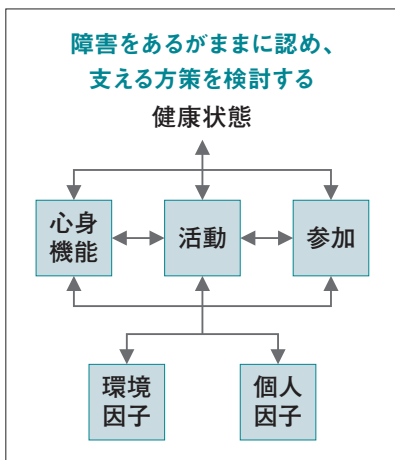 障害をあるがままに認め、
支える方策を検討する
健康状態
心身
機能
活動
参加
環境
因子
個人
因子